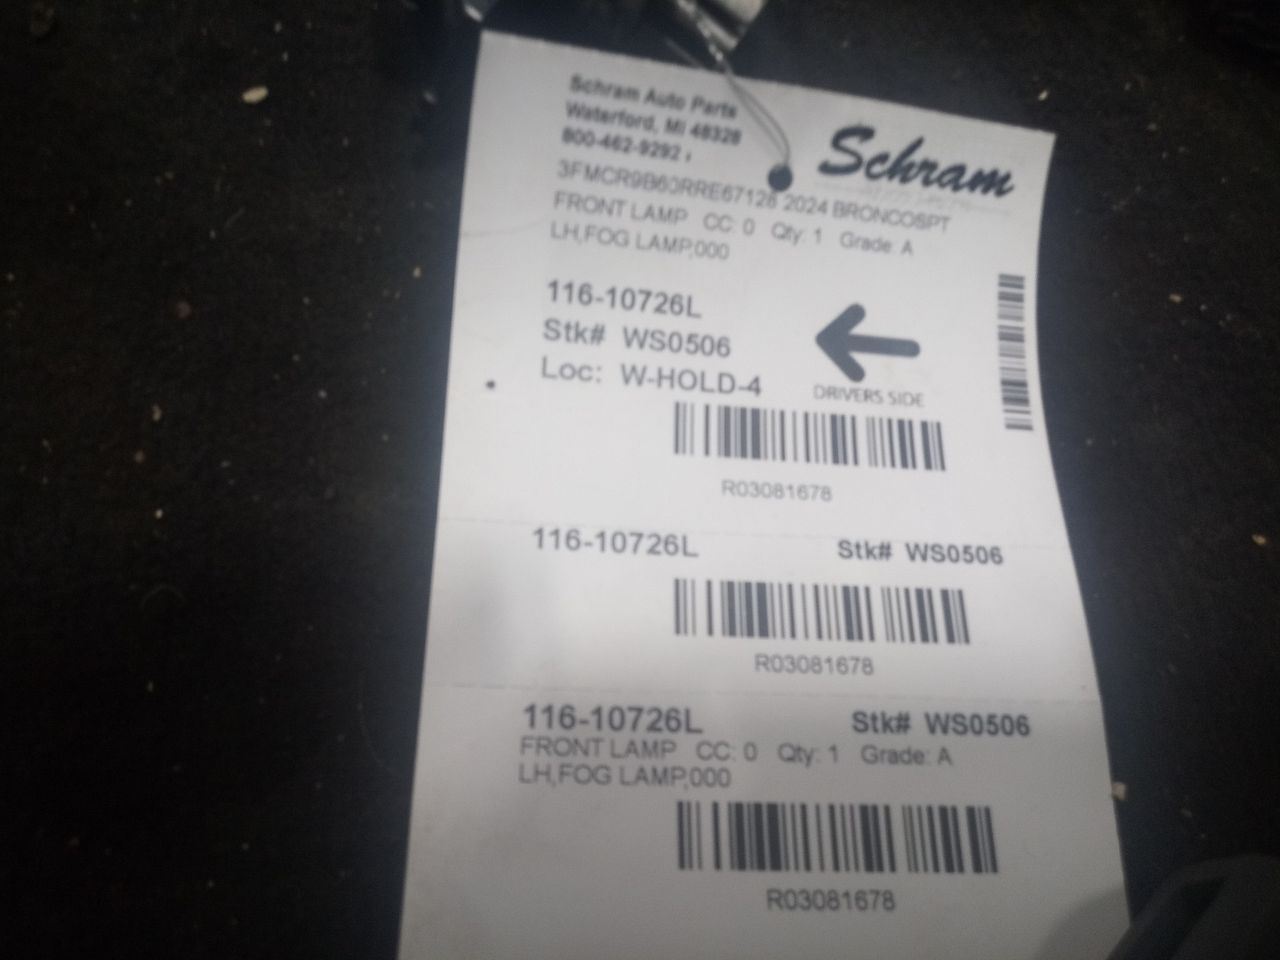 Schram Auto Parts
Waterford, MI 48328
800-462-9292
Schram
3FMCR9B60RRE67128 2024 BRONCOSPT
FRONT LAMP CC: 0 Qty: 1 Grade: A
LH,FOG LAMP,000
116-10726L
Stk# WS0506
Loc: W-HOLD-4
DRIVERS SIDE
R03081678
116-10726L Stk# WS0506
R03081678
116-10726L Stk# WS0506
FRONT LAMP CC: 0 Qty: 1 Grade: A
LH,FOG LAMP,000
R03081678